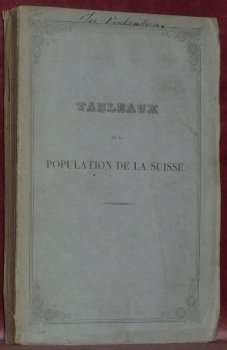 TABLEAUX
DE LA
POPULATION DE LA SUISSE.